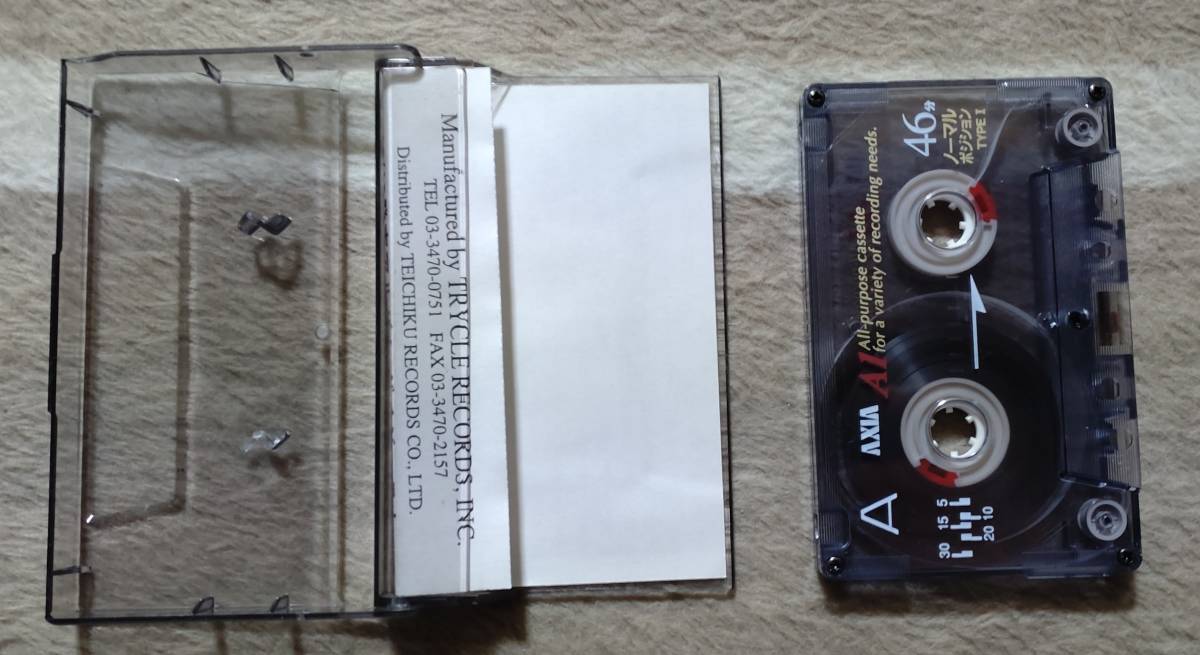 Manufactured by TRYCLE RECORDS, INC.
TEL 03-3470-0751 FAX 03-3470-2157
Distributed by TEICHIKU RECORDS CO., LTD.
A
AXIA A1 All-purpose cassette
for a variety of recording needs.
46分
ノーマル
ポジション
TYPE I
30 15 5
20 10